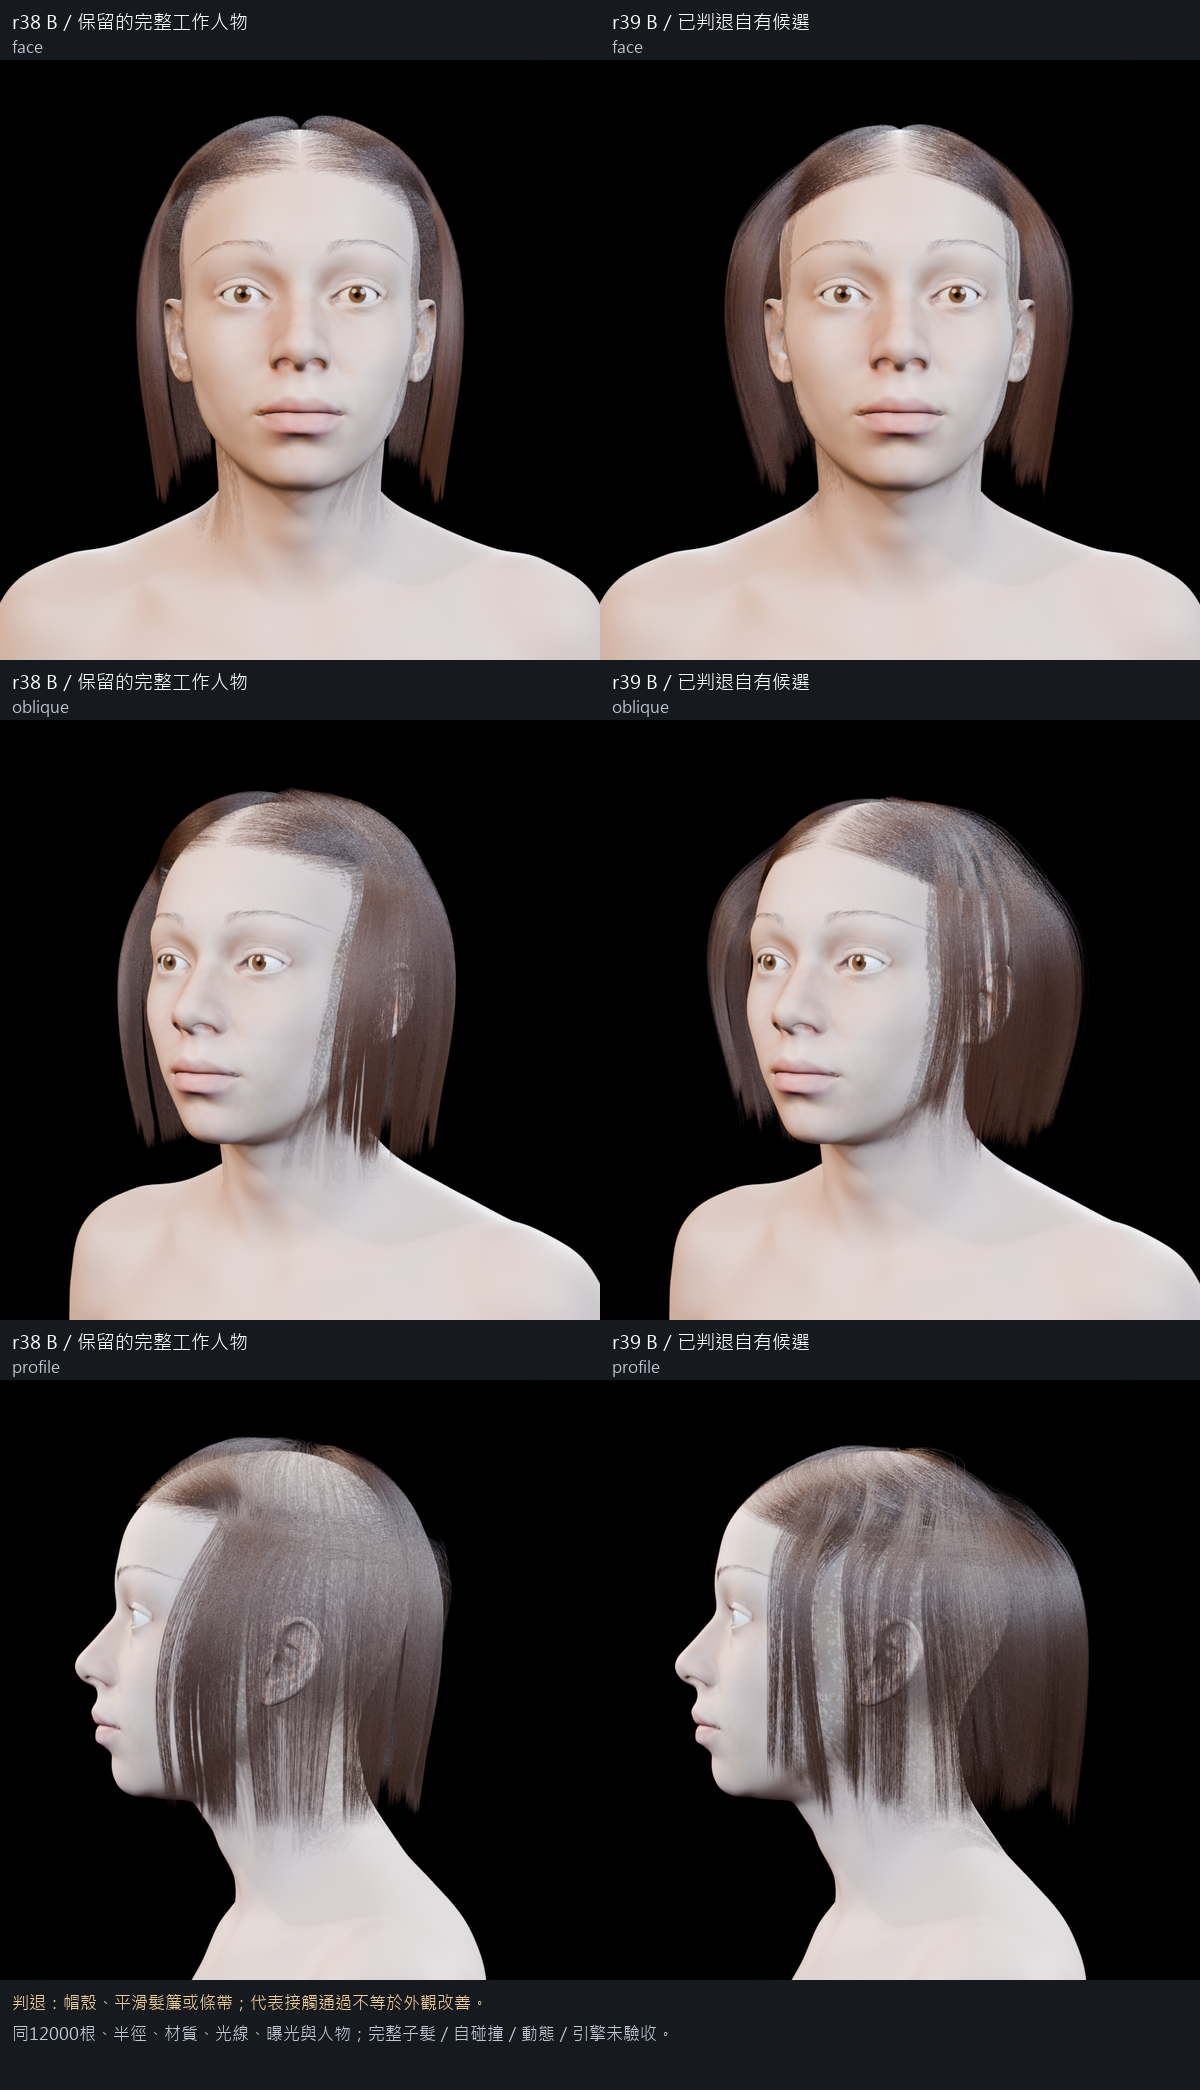 r38 B / 保留的完整工作人物
face
r39 B / 已判退自有候選
face
r38 B / 保留的完整工作人物
oblique
r39 B / 已判退自有候選
oblique
r38 B / 保留的完整工作人物
profile
r39 B / 已判退自有候選
profile
判退：帽殼、平滑髮簾或條帶；代表接觸通過不等於外觀改善。
同12000根、半徑、材質、光線、曝光與人物；完整子髮 / 自碰撞 / 動態 / 引擎未驗收。